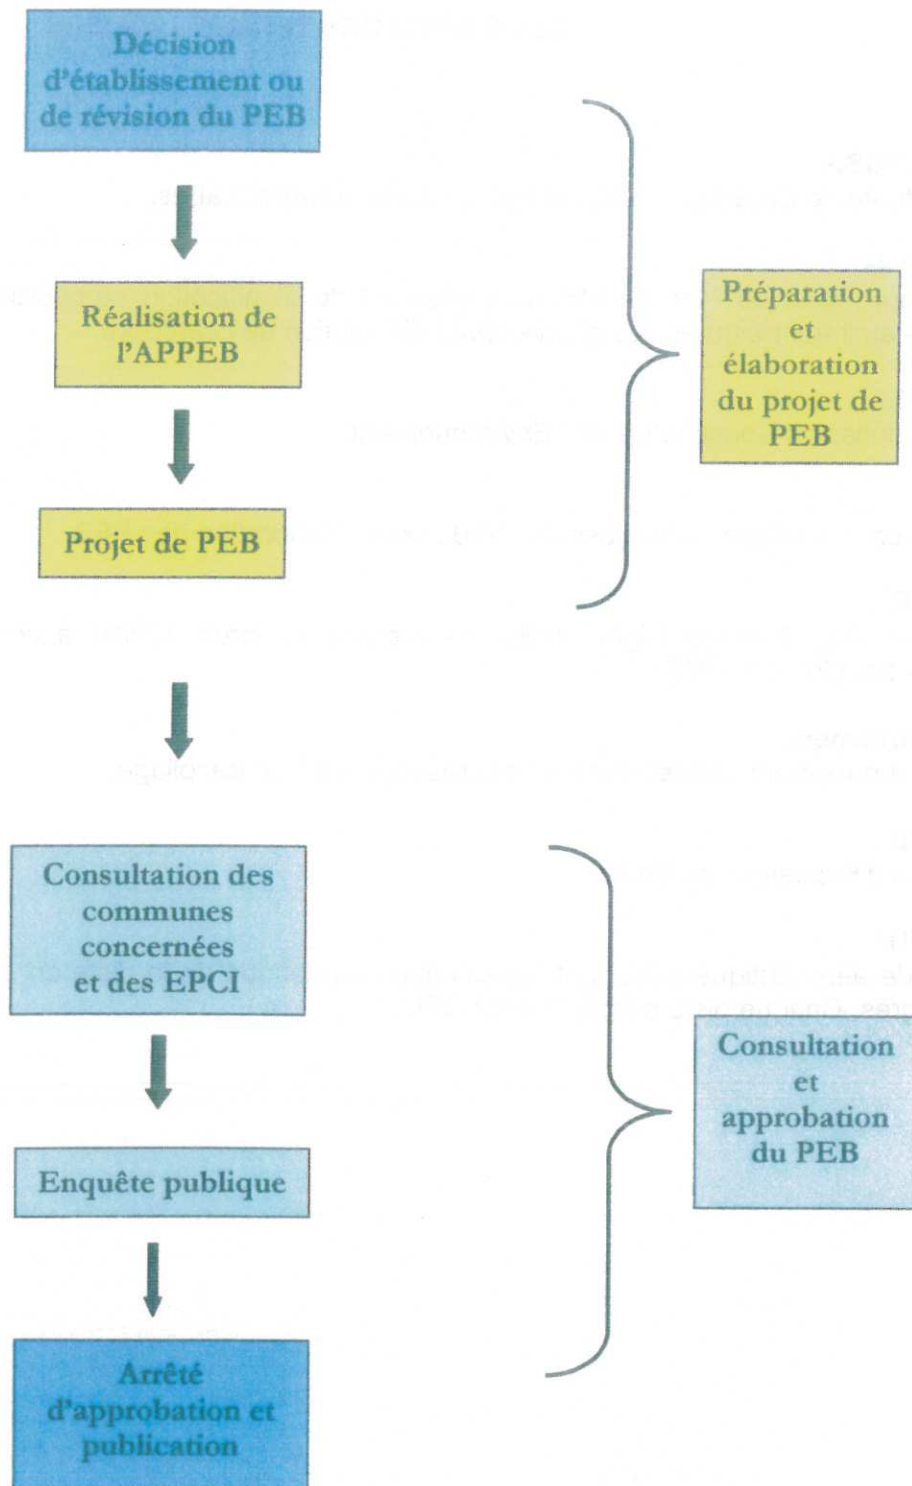 Décision
d'établissement ou
de révision du PEB
Réalisation de
l'APPEB
Projet de PEB
Préparation
et
élaboration
du projet de
PEB
Consultation des
communes
concernées
et des EPCI
Enquête publique
Arrêté
d'approbation et
publication
Consultation
et
approbation
du PEB